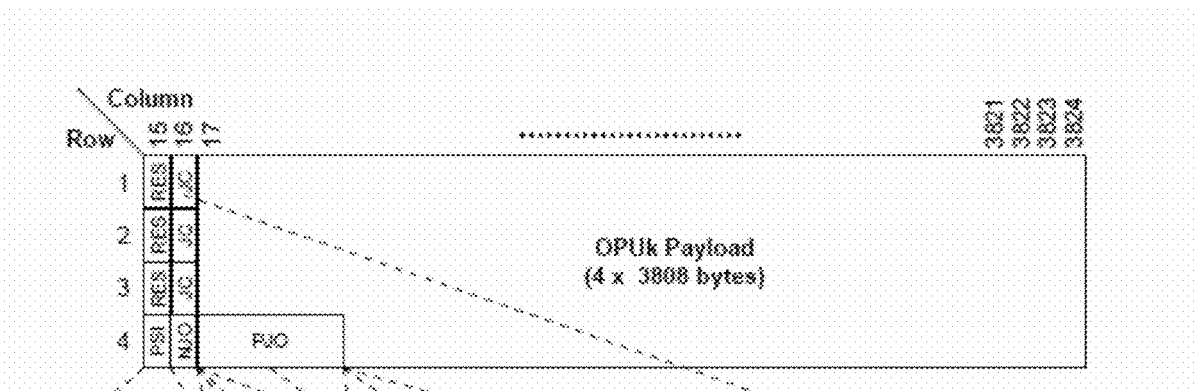 Column
Row
15 16 17
3821 3822 3823 3824
1 RES JC
2 RES JC
OPUk Payload
(4 x 3808 bytes)
3 RES JC
4 PSI NJO PJO